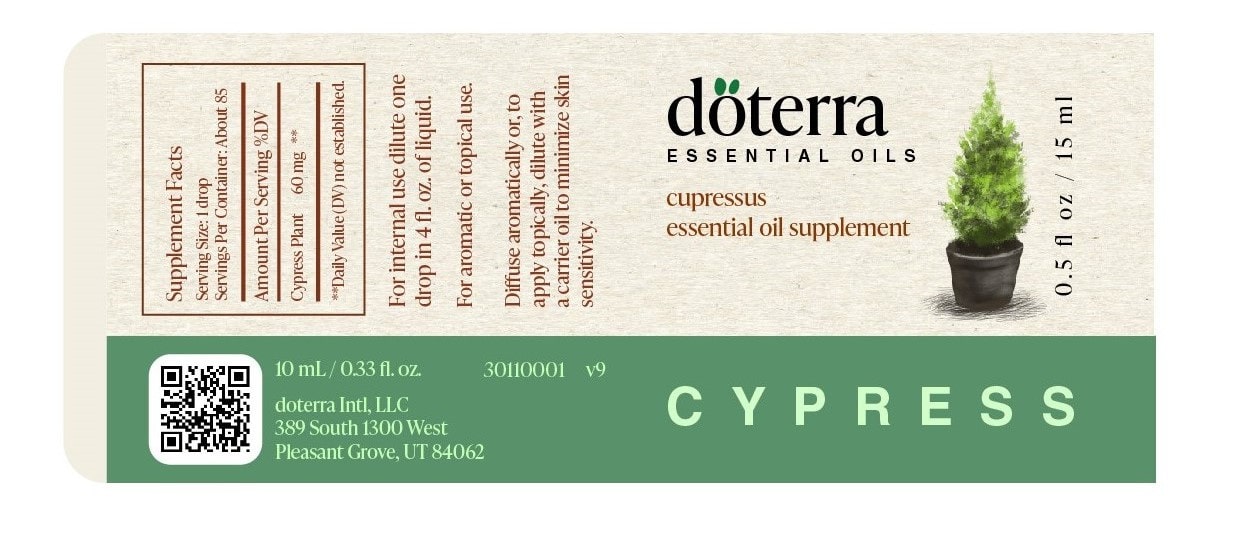 Supplement Facts
Serving Size: 1 drop
Servings Per Container: About 85
Amount Per Serving %DV
Cypress Plant 60 mg **
**Daily Value (DV) not established.
For internal use dilute one
drop in 4 fl. oz. of liquid.
For aromatic or topical use.
Diffuse aromatically or, to
apply topically, dilute with
a carrier oil to minimize skin
sensitivity.
döterra
ESSENTIAL OILS
cupressus
essential oil supplement
0.5 fl oz / 15 ml
10 mL / 0.33 fl. oz.
30110001 v9
doterra Intl, LLC
389 South 1300 West
Pleasant Grove, UT 84062
CYPRESS